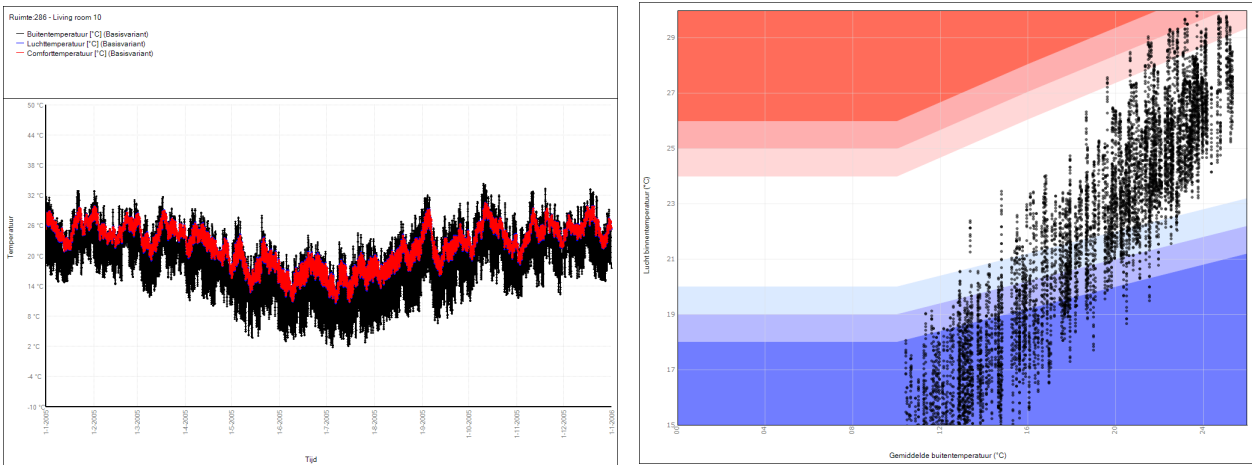 Ruimte:286 - Living room 10
Buitentemperatuur [°C] (Basisvariant)
Luchttemperatuur [°C] (Basisvariant)
Comforttemperatuur [°C] (Basisvariant)
50 °C
44 °C
38 °C
32 °C
26 °C
20 °C
14 °C
8 °C
2 °C
-4 °C
-10 °C
Temperatuur
1-1-2005
1-2-2005
1-3-2005
1-4-2005
1-5-2005
1-6-2005
1-7-2005
1-8-2005
1-9-2005
1-10-2005
1-11-2005
1-12-2005
1-1-2006
Tijd
29
27
25
23
21
19
17
15
Lucht binnentemperatuur (°C)
00
04
08
12
16
20
24
Gemiddelde buitentemperatuur (°C)